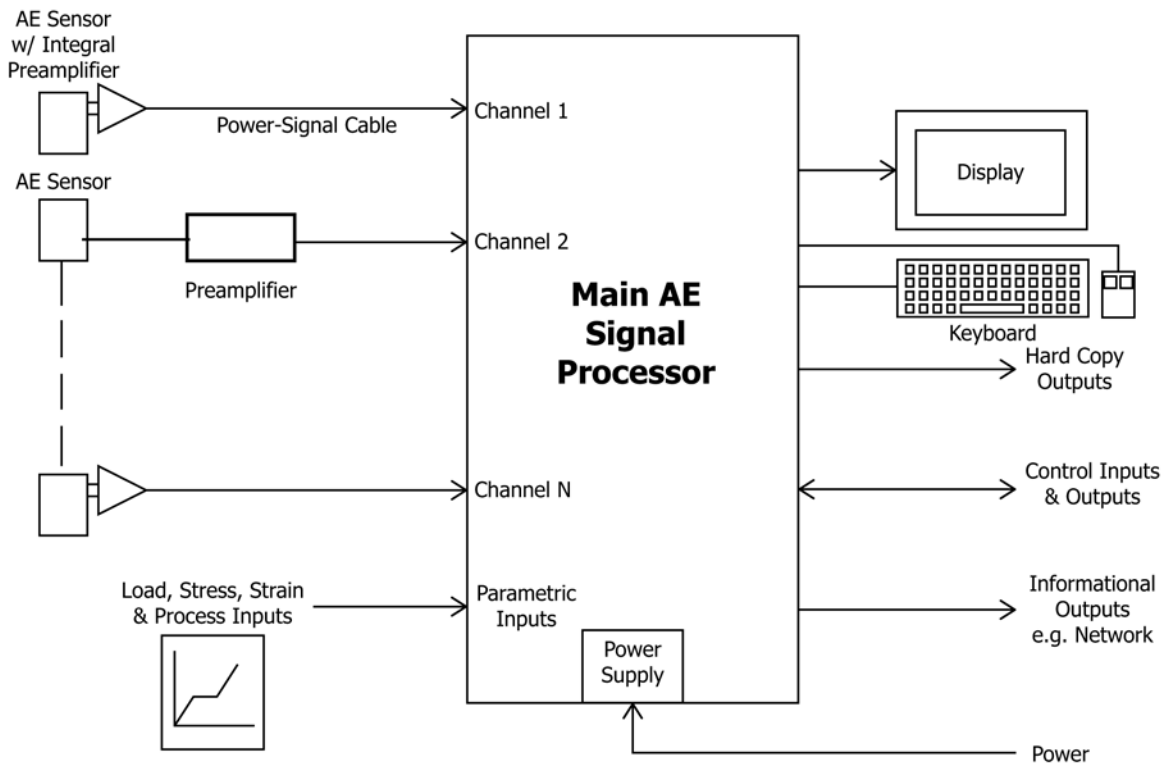 AE Sensor
w/ Integral
Preamplifier
Power-Signal Cable
Channel 1
AE Sensor
Preamplifier
Channel 2
Channel N
Load, Stress, Strain
& Process Inputs
Parametric
Inputs
Main AE
Signal
Processor
Power
Supply
Display
Keyboard
Hard Copy
Outputs
Control Inputs
& Outputs
Informational
Outputs
e.g. Network
Power